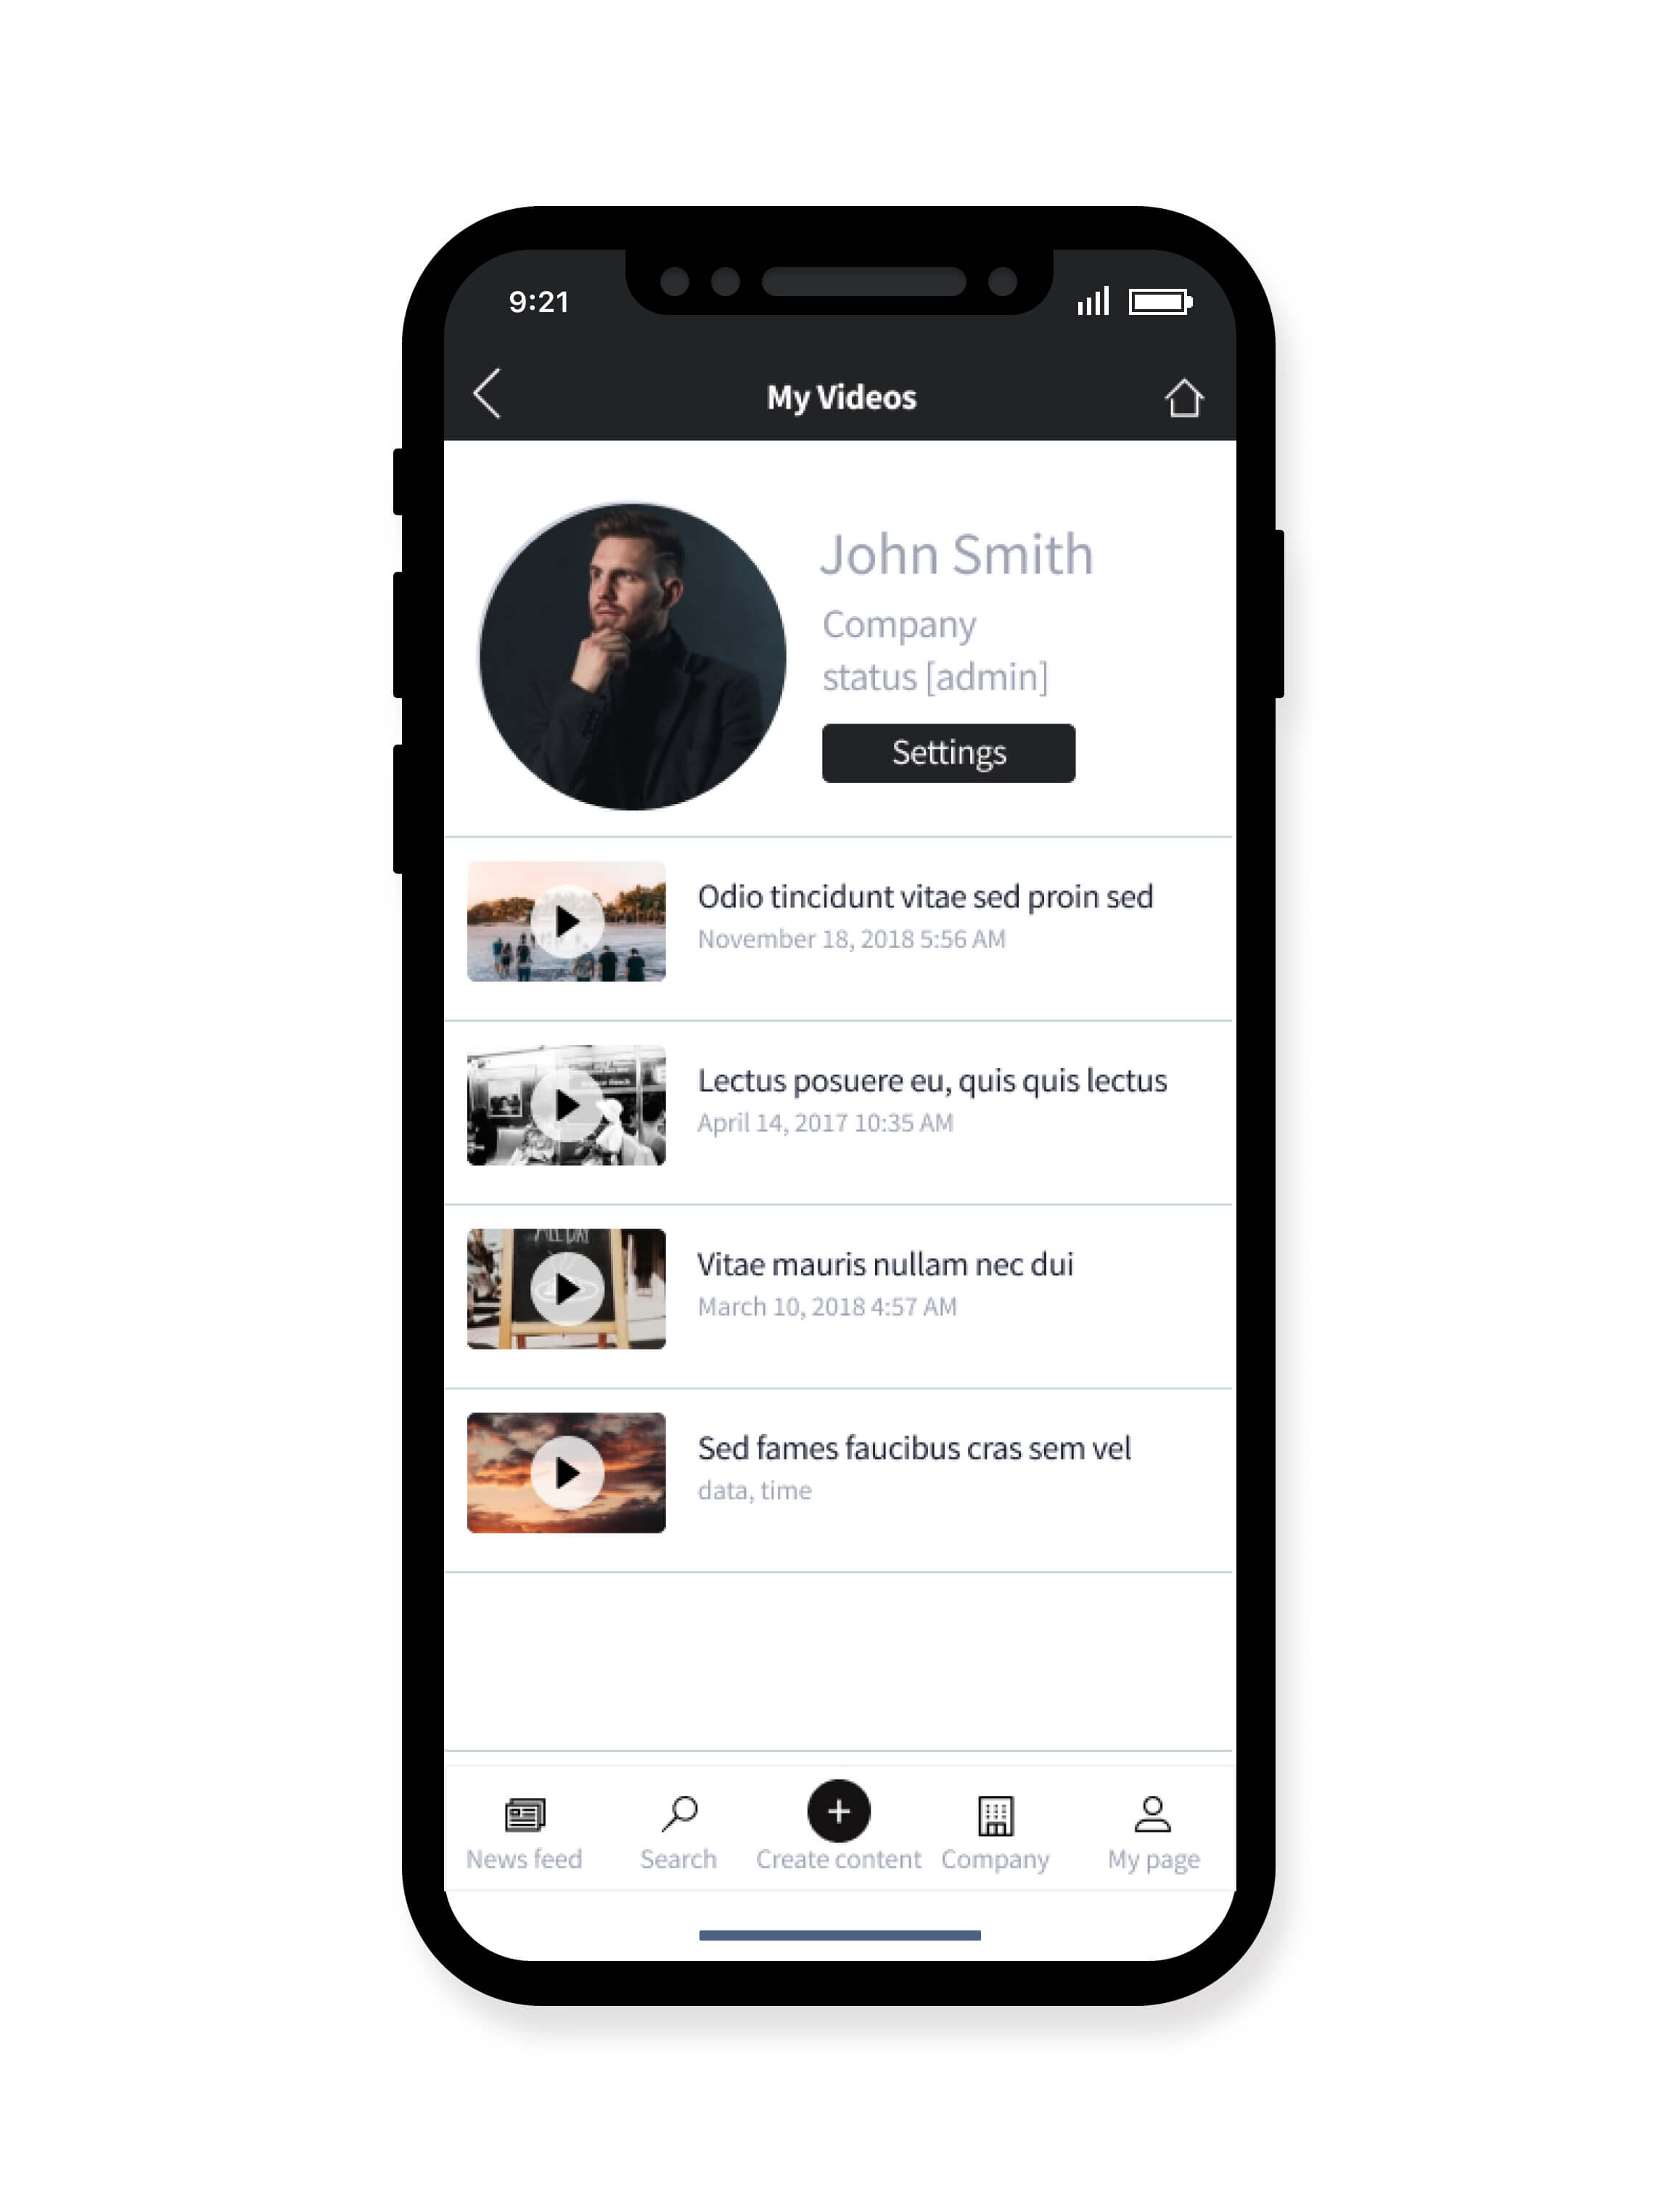 9:21
My Videos
John Smith
Company
status [admin]
Settings
Odio tincidunt vitae sed proin sed
November 18, 2018 5:56 AM
Lectus posuere eu, quis quis lectus
April 14, 2017 10:35 AM
ALL DAY
Vitae mauris nullam nec dui
March 10, 2018 4:57 AM
Sed fames faucibus cras sem vel
data, time
News feed
Search
Create content
Company
My page